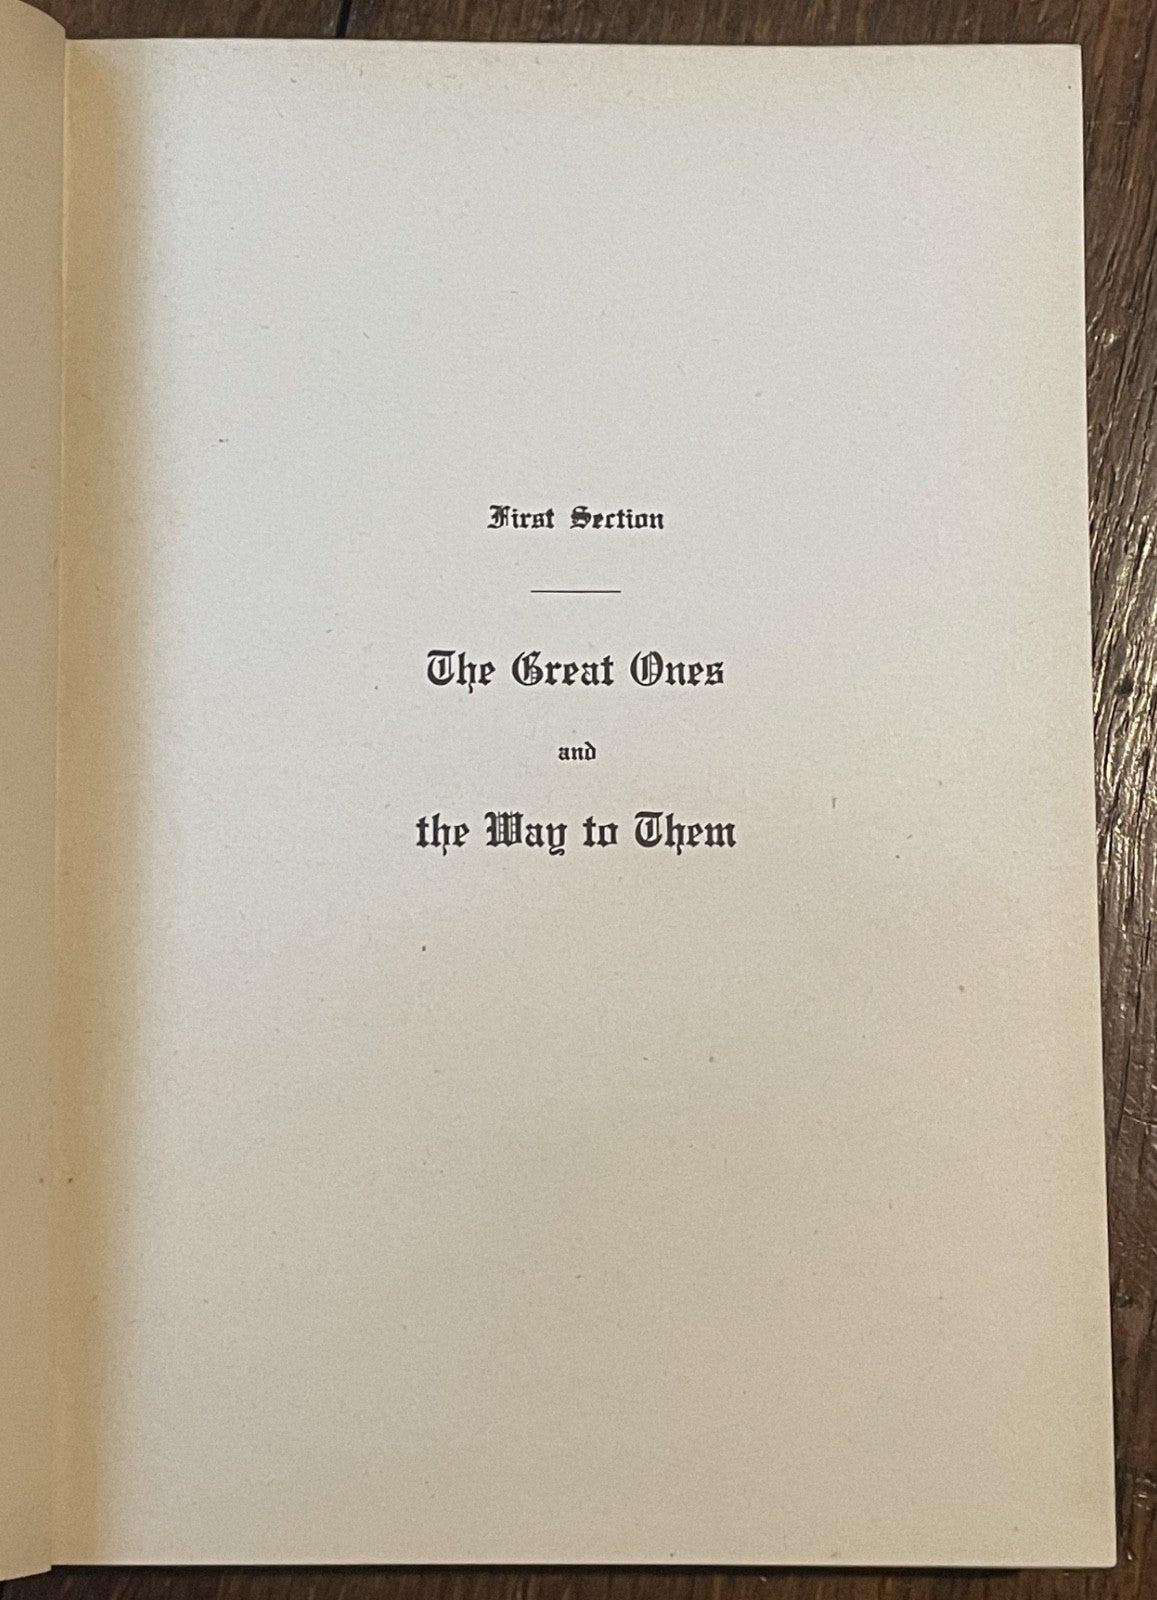 First Section
The Great Ones
and
the Way to Them